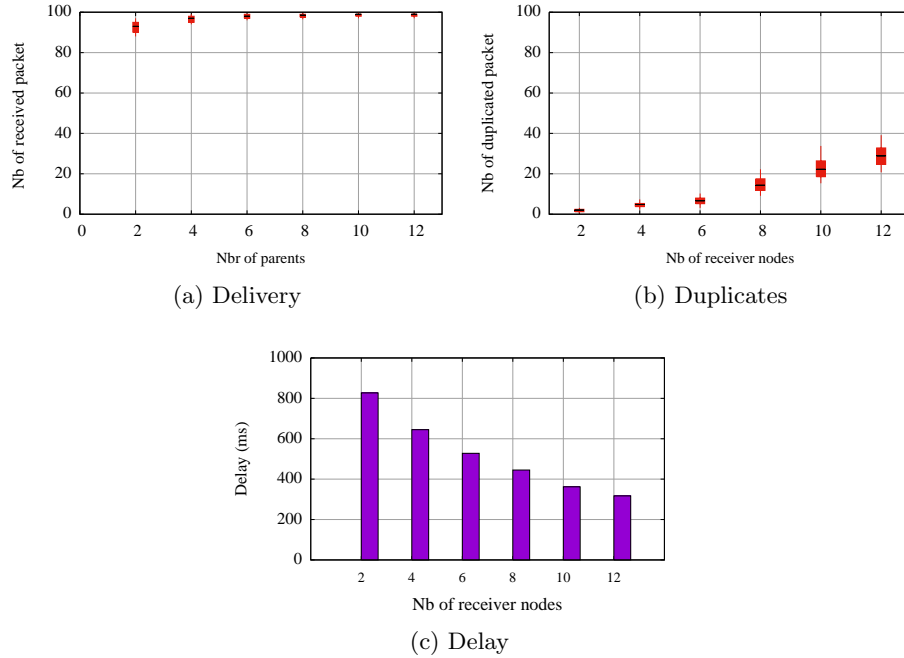 100
80
60
40
20
0
Nb of received packet
0 2 4 6 8 10 12
Nbr of parents
(a) Delivery
100
80
60
40
20
0
Nb of duplicated packet
2 4 6 8 10 12
Nb of receiver nodes
(b) Duplicates
1000
800
600
400
200
0
Delay (ms)
2 4 6 8 10 12
Nb of receiver nodes
(c) Delay